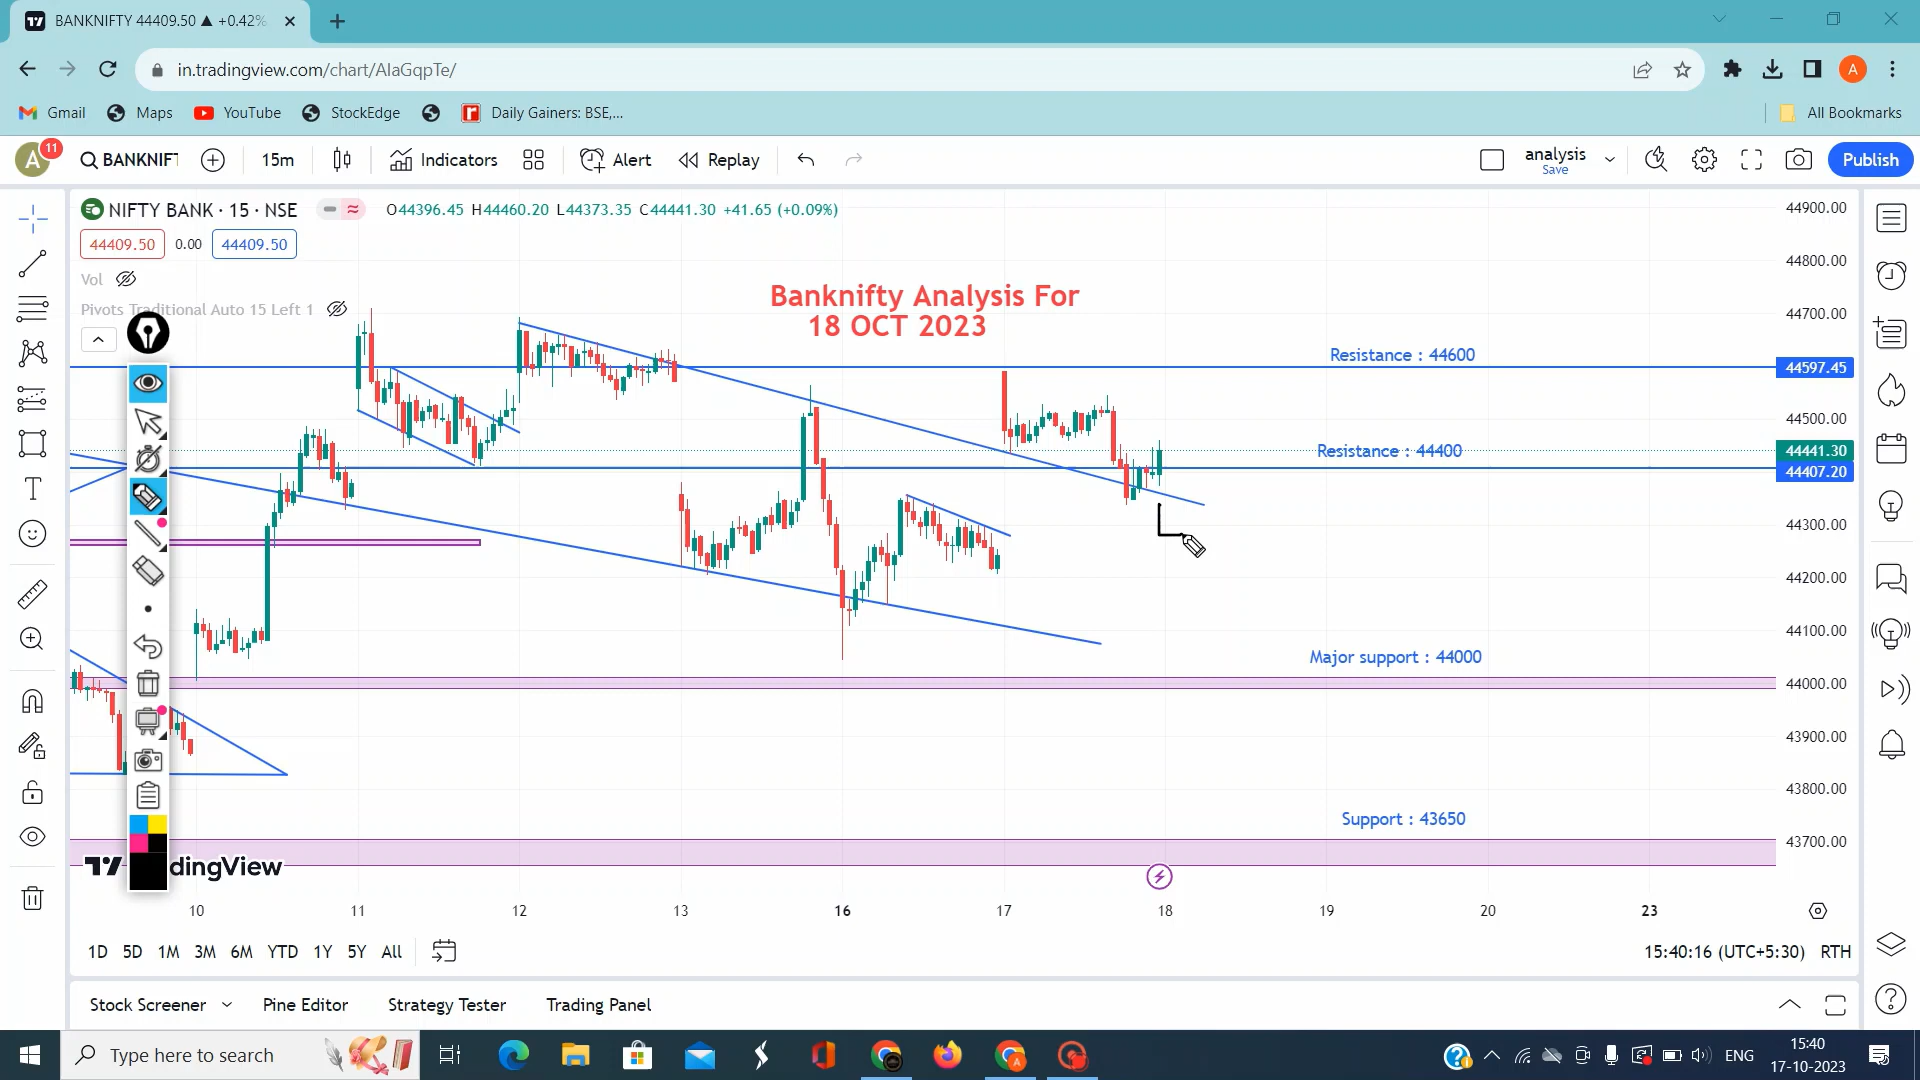 BANKNIFTY 44409.50 ▲ +0.42%
in.tradingview.com/chart/AIaGqpTe/
Gmail Maps YouTube StockEdge Daily Gainers: BSE,... All Bookmarks
A 11 BANKNIFT 15m Indicators Alert Replay analysis Save Publish
NIFTY BANK · 15 · NSE O44396.45 H44460.20 L44373.35 C44441.30 +41.65 (+0.09%)
44409.50 0.00 44409.50
Vol
Pivots Traditional Auto 15 Left 1
Banknifty Analysis For
18 OCT 2023
Resistance : 44600
Resistance : 44400
Major support : 44000
Support : 43650
44900.00
44800.00
44700.00
44597.45
44500.00
44441.30
44407.20
44300.00
44200.00
44100.00
44000.00
43900.00
43800.00
43700.00
dingView
10 11 12 13 16 17 18 19 20 23
1D 5D 1M 3M 6M YTD 1Y 5Y All 15:40:16 (UTC+5:30) RTH
Stock Screener Pine Editor Strategy Tester Trading Panel
Type here to search ENG 15:40
17-10-2023